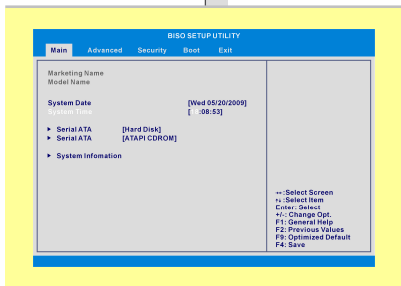 BISO SETUP UTILITY
Main Advanced Security Boot Exit
Marketing Name
Model Name
System Date [Wed 05/20/2009]
System Time [ :08:53]
Serial ATA [Hard Disk]
Serial ATA [ATAPI CDROM]
System Infomation
↔:Select Screen
↑↓:Select Item
Enter: Select
+/-: Change Opt.
F1: General Help
F2: Previous Values
F9: Optimized Default
F4: Save